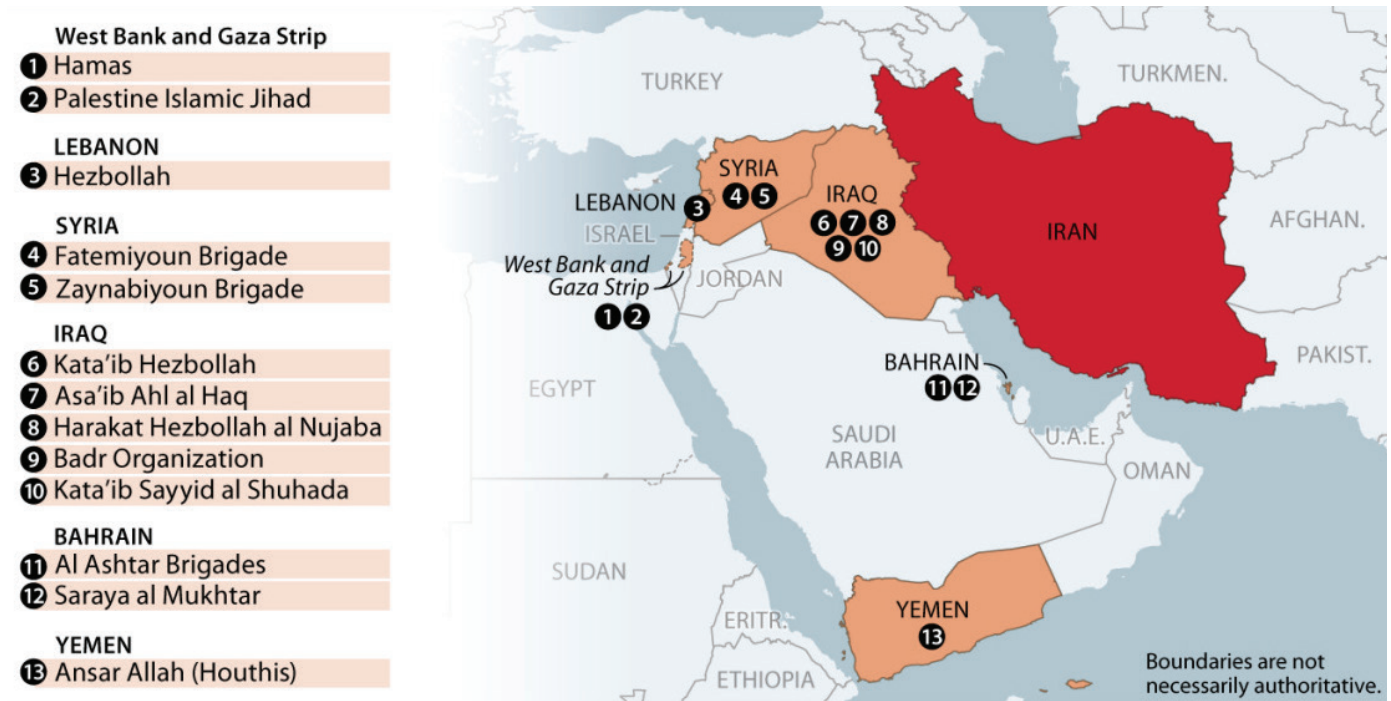 West Bank and Gaza Strip
1 Hamas
2 Palestine Islamic Jihad
LEBANON
3 Hezbollah
SYRIA
4 Fatemiyoun Brigade
5 Zaynabiyoun Brigade
IRAQ
6 Kata’ib Hezbollah
7 Asa’ib Ahl al Haq
8 Harakat Hezbollah al Nujaba
9 Badr Organization
10 Kata’ib Sayyid al Shuhada
BAHRAIN
11 Al Ashtar Brigades
12 Saraya al Mukhtar
YEMEN
13 Ansar Allah (Houthis)
TURKEY
TURKMEN.
SYRIA
4 5
LEBANON 3
IRAQ
6 7 8
9 10
ISRAEL
IRAN
AFGHAN.
West Bank and
Gaza Strip
1 2
JORDAN
PAKIST.
BAHRAIN
11 12
EGYPT
SAUDI
ARABIA
U.A.E.
OMAN
SUDAN
ERITR.
YEMEN
13
ETHIOPIA
Boundaries are not
necessarily authoritative.